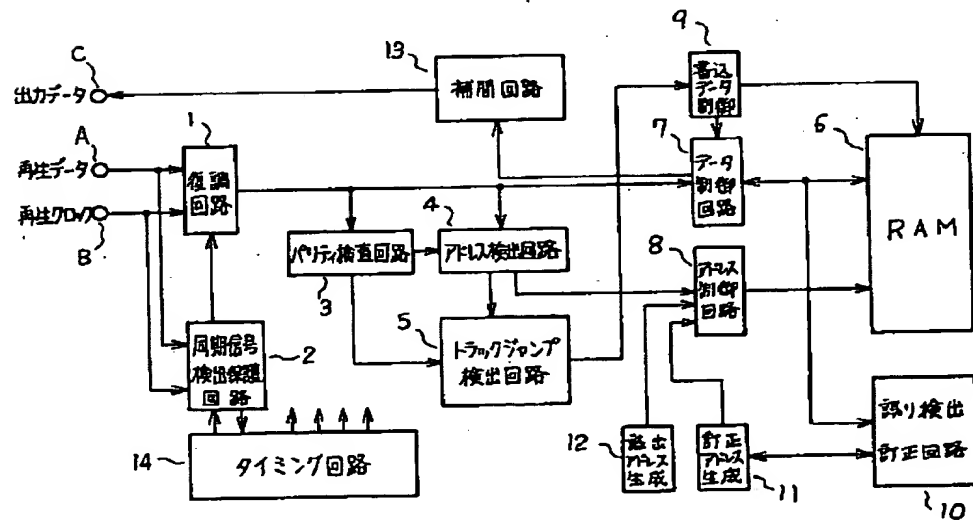 9
13
書込
データ
制御
C
出力データ
補間回路
1
7
6
A
再生データ
復調
回路
データ
制御
回路
RAM
再生クロック
B
4
パリティ検査回路
アドレス検出回路
3
8
アドレス
制御
回路
5
トラックジャンプ
検出回路
同期信号
検出保護
回路
2
誤り検出
訂正回路
10
12
読出
アドレス
生成
訂正
アドレス
生成
11
14
タイミング回路